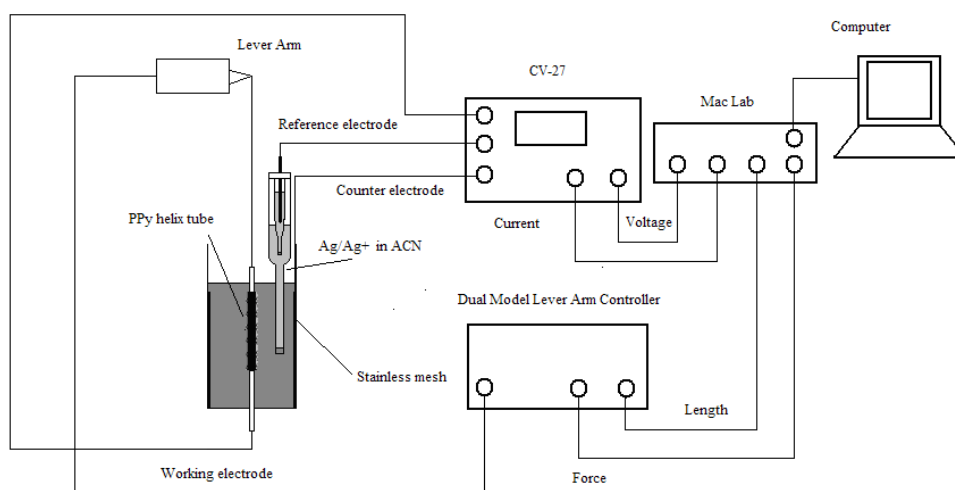 Computer
Lever Arm
CV-27
Mac Lab
Reference electrode
Counter electrode
PPy helix tube
Current
Voltage
Ag/Ag+ in ACN
Dual Model Lever Arm Controller
Stainless mesh
Length
Working electrode
Force